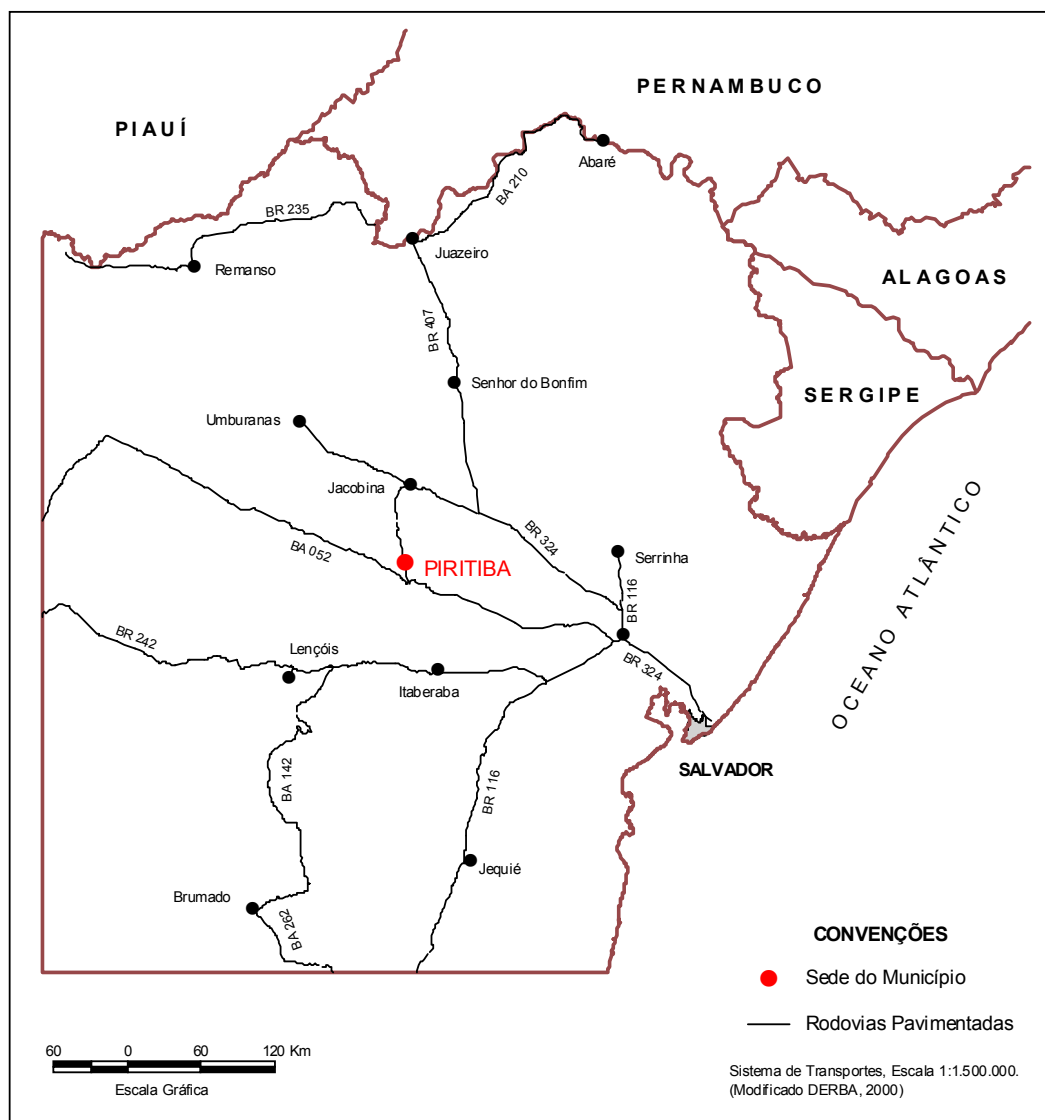 PERNAMBUCO
PIAUÍ
Abaré
BA 210
BR 235
Juazeiro
Remanso
ALAGOAS
BR 407
Senhor do Bonfim
SERGIPE
Umburanas
Jacobina
OCEANO ATLÂNTICO
BR 324
BA 052
Serrinha
PIRITIBA
BR 116
BR 242
Lençóis
Itaberaba
BR 324
SALVADOR
BA 142
BR 116
Jequié
Brumado
BA 262
CONVENÇÕES
Sede do Município
Rodovias Pavimentadas
60 0 60 120 Km
Escala Gráfica
Sistema de Transportes, Escala 1:1.500.000.
(Modificado DERBA, 2000)